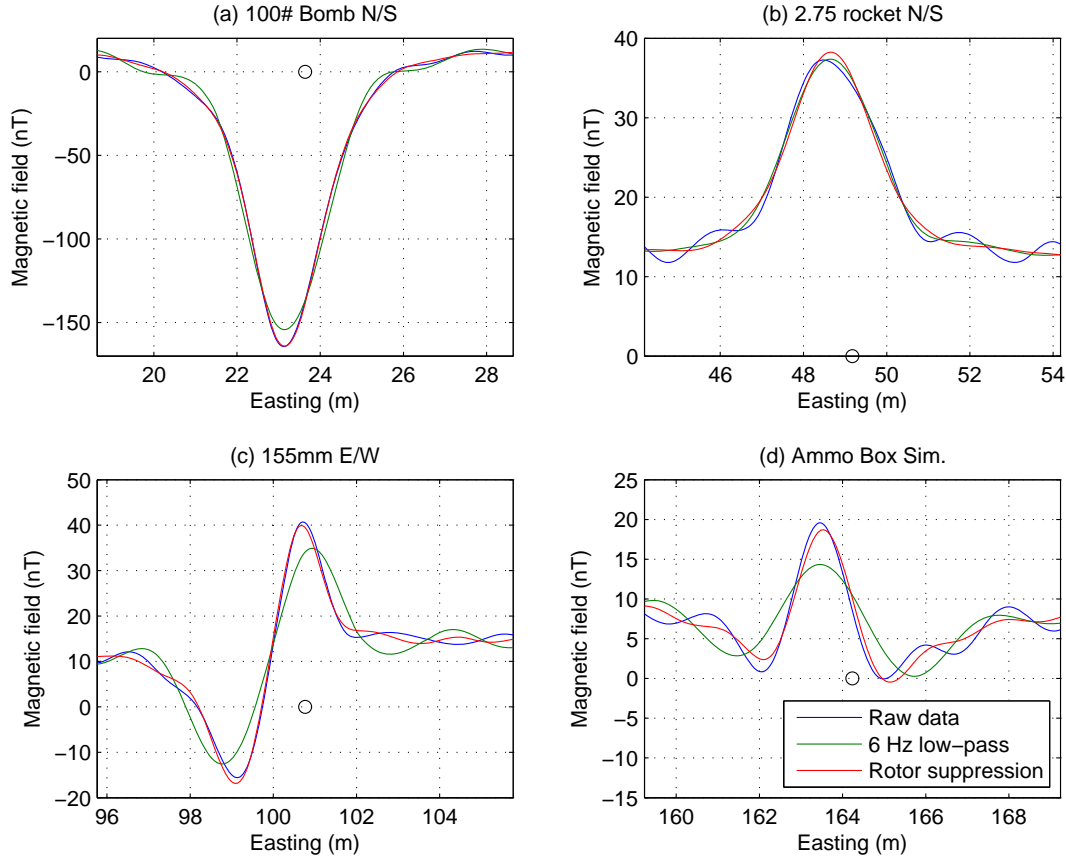 (a) 100# Bomb N/S
0
−50
−100
−150
20 22 24 26 28
Easting (m)
Magnetic field (nT)
(b) 2.75 rocket N/S
40
30
20
10
0
46 48 50 52 54
Easting (m)
Magnetic field (nT)
(c) 155mm E/W
50
40
30
20
10
0
−10
−20
96 98 100 102 104
Easting (m)
Magnetic field (nT)
(d) Ammo Box Sim.
25
20
15
10
5
0
−5
−10
−15
160 162 164 166 168
Easting (m)
Magnetic field (nT)
Raw data
6 Hz low−pass
Rotor suppression